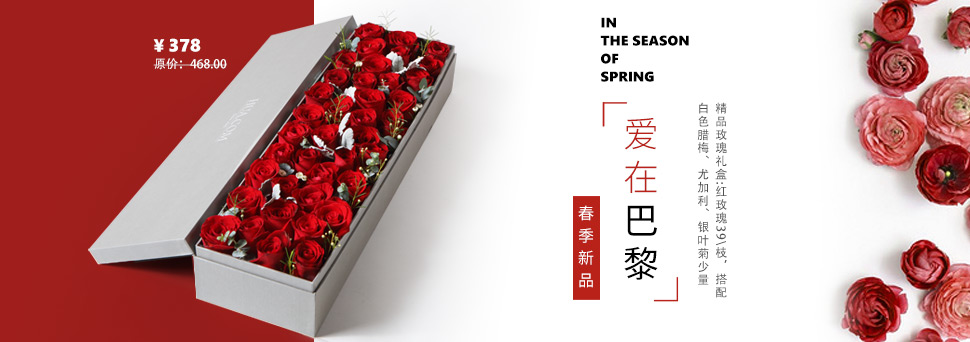 ¥ 378
原价：468.00
IN
THE SEASON
OF
SPRING
爱在巴黎
春季新品
精品玫瑰礼盒:红玫瑰39\枝，搭配
白色腊梅、尤加利、银叶菊少量